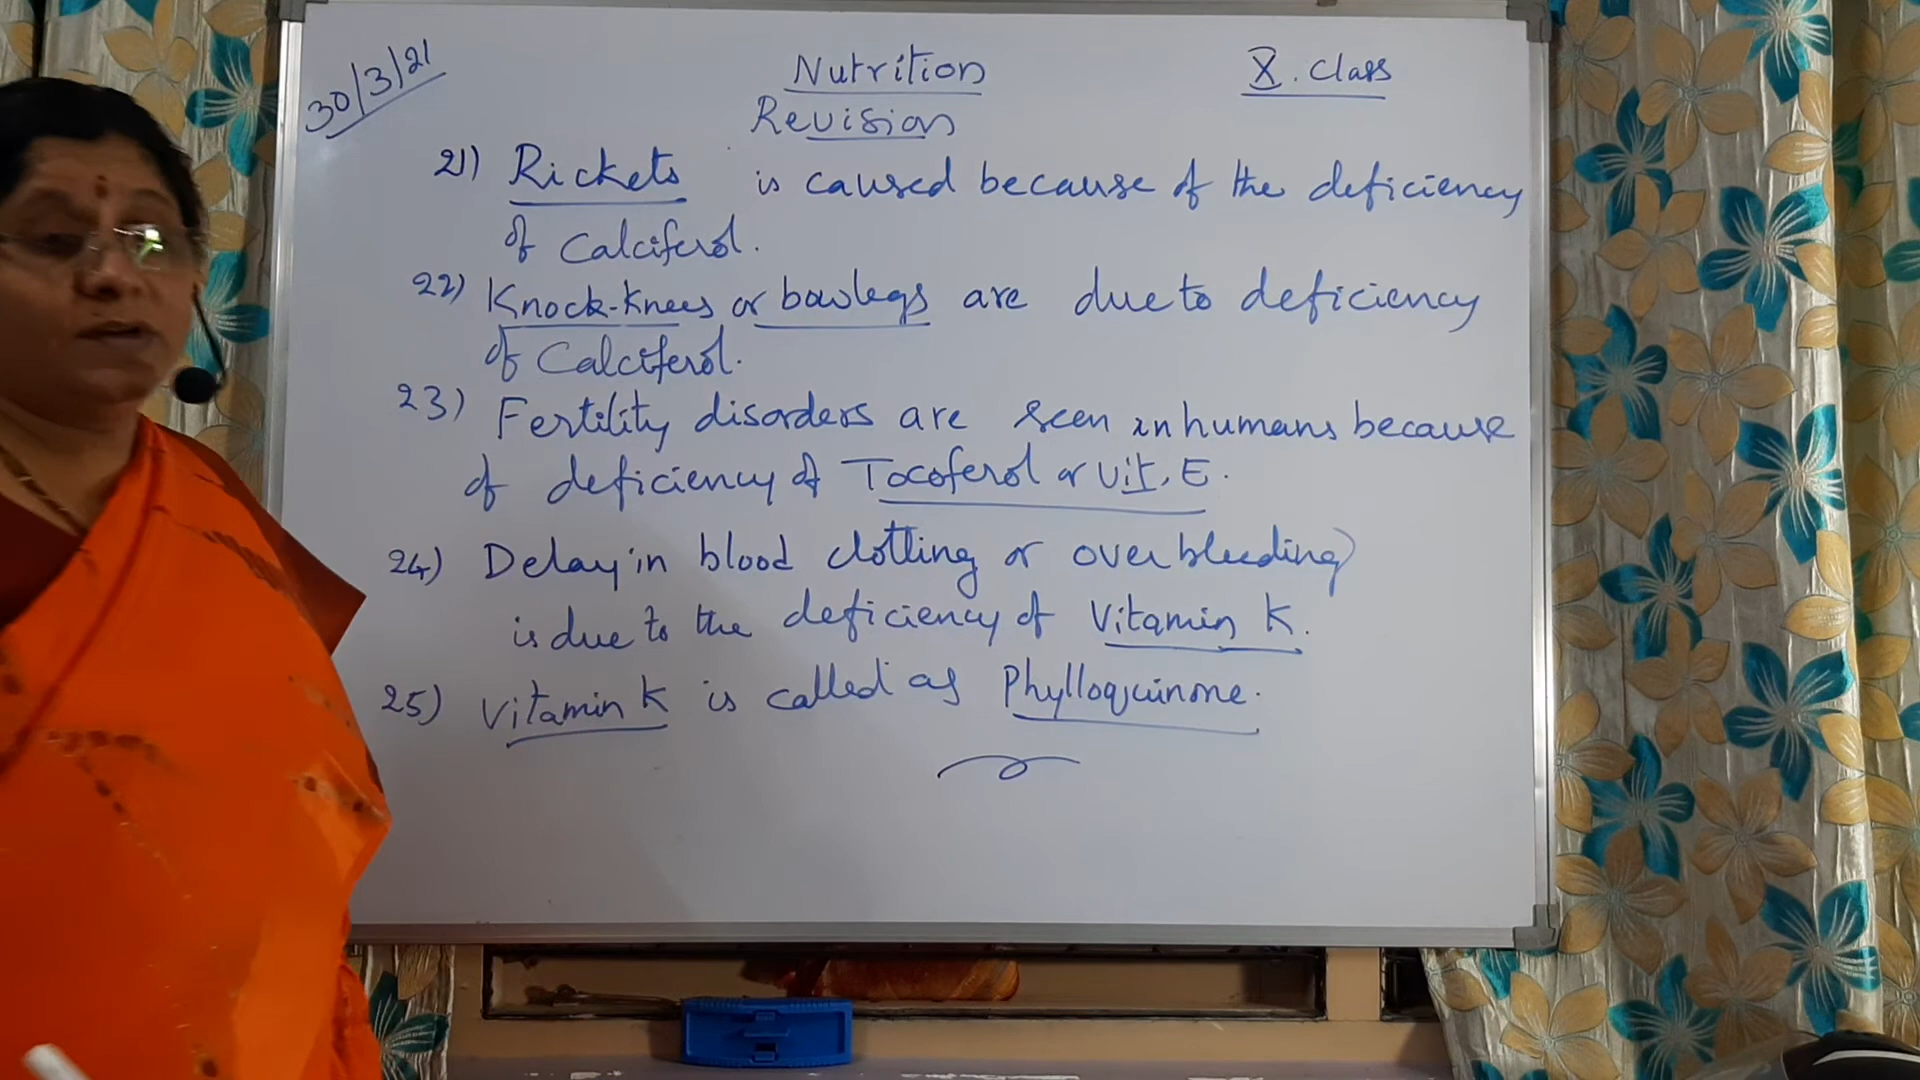 30/3/21
Nutrition
X. Class
Revision
21) Rickets is caused because of the deficiency
of Calciferol.
22) Knock-Knees or bowlegs are due to deficiency
of Calciferol.
23) Fertility disorders are seen in humans because
of deficiency of Tocoferol or Vit. E.
24) Delay in blood clotting or over bleeding
is due to the deficiency of Vitamin K.
25) Vitamin K is called as Phylloquinone.